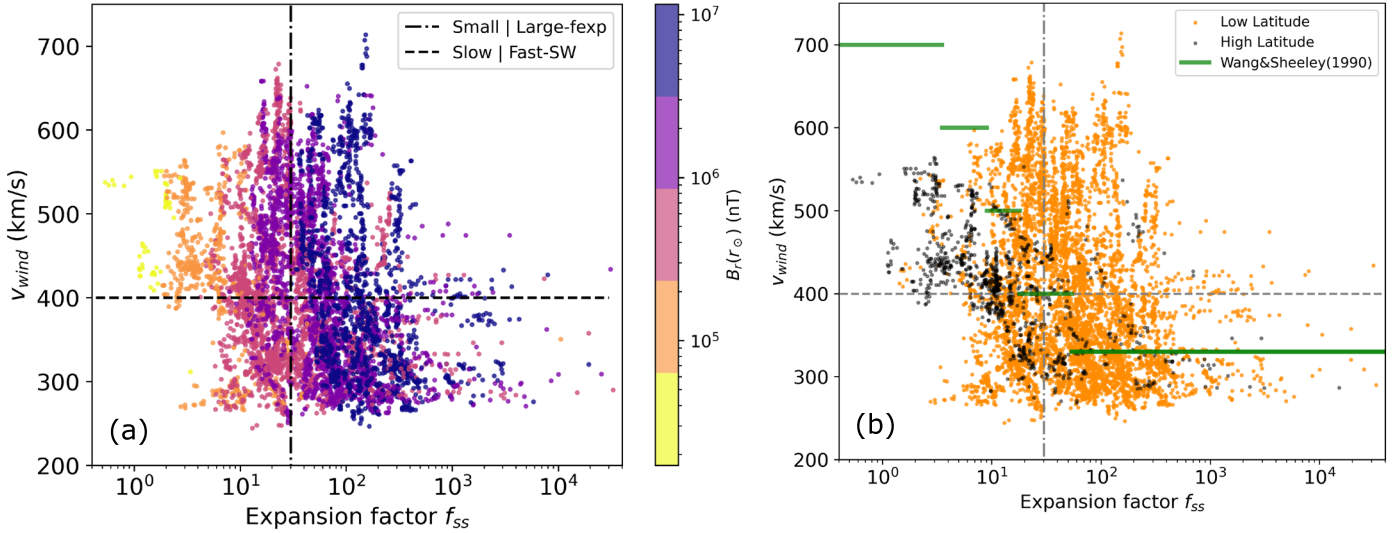 700
600
500
400
300
200
v_wind (km/s)
10^0
10^1
10^2
10^3
10^4
Expansion factor f_ss
Small | Large-fexp
Slow | Fast-SW
(a)
10^7
10^6
10^5
B_r(r_⊙) (nT)
700
600
500
400
300
200
v_wind (km/s)
10^0
10^1
10^2
10^3
10^4
Expansion factor f_ss
Low Latitude
High Latitude
Wang&Sheeley(1990)
(b)